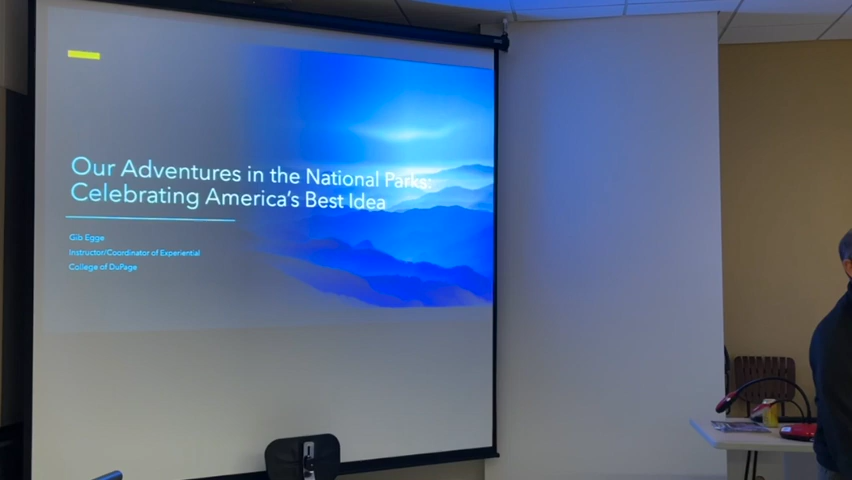 Our Adventures in the National Parks:
Celebrating America's Best Idea
Gib Egge
Instructor/Coordinator of Experiential
College of DuPage